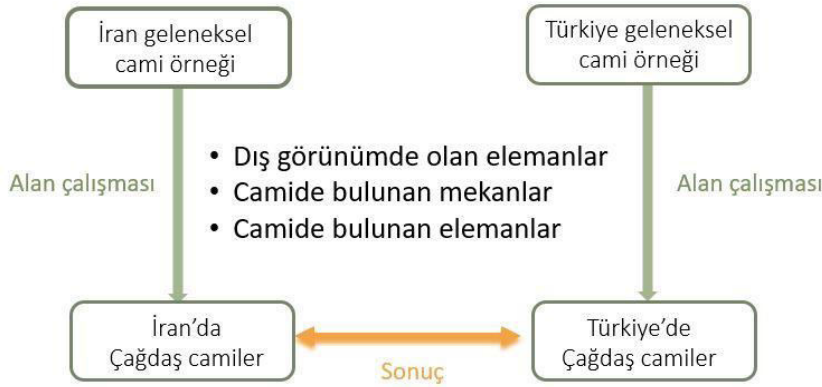 İran geleneksel
cami örneği
Türkiye geleneksel
cami örneği
Alan çalışması
• Dış görünümde olan elemanlar
• Camide bulunan mekanlar
• Camide bulunan elemanlar
Alan çalışması
İran'da
Çağdaş camiler
Türkiye'de
Çağdaş camiler
Sonuç